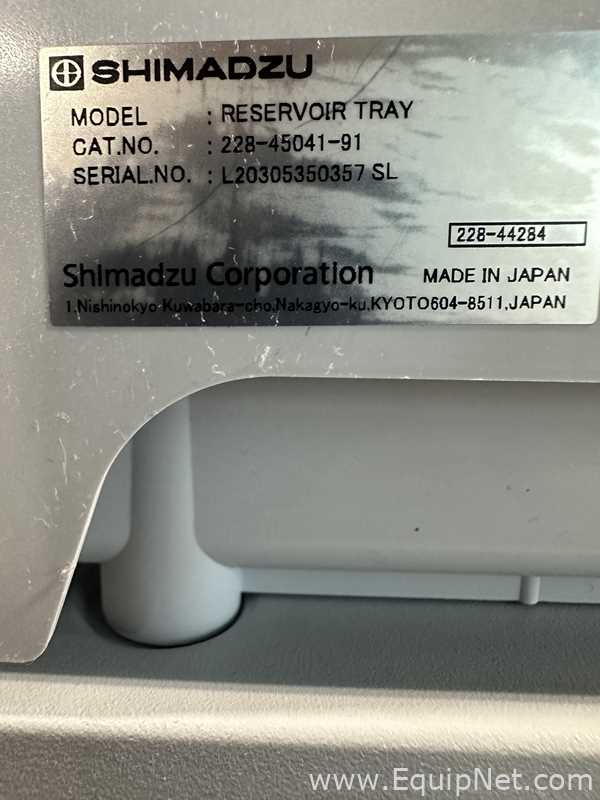 SHIMADZU
MODEL : RESERVOIR TRAY
CAT.NO. : 228-45041-91
SERIAL.NO. : L20305350357 SL
228-44284
Shimadzu Corporation MADE IN JAPAN
1,Nishinokyo Kuwabara-cho,Nakagyo-ku,KYOTO604-8511,JAPAN
www.EquipNet.com